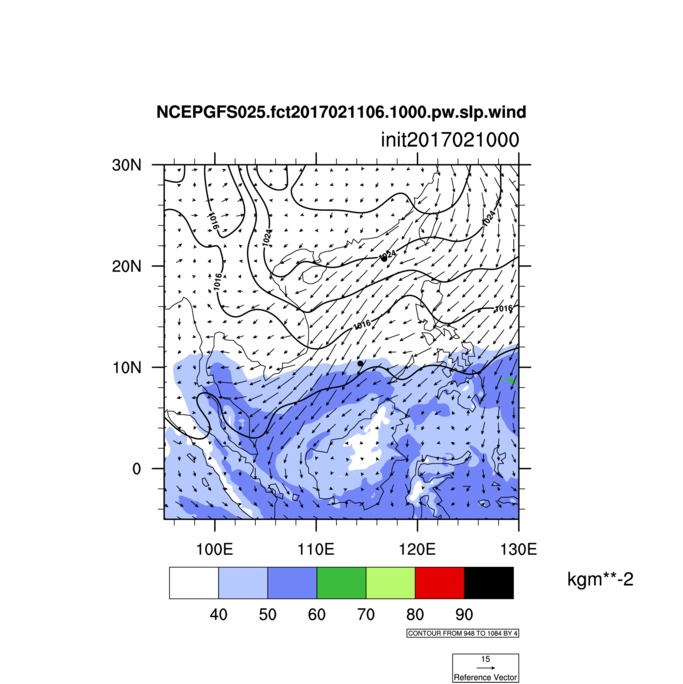 NCEPGFS025.fct2017021106.1000.pw.slp.wind
init2017021000
30N
20N
10N
0
1016
1024
1024
1016
1024
1016
1016
100E
110E
120E
130E
kgm**-2
40
50
60
70
80
90
CONTOUR FROM 948 TO 1084 BY 4
15
Reference Vector